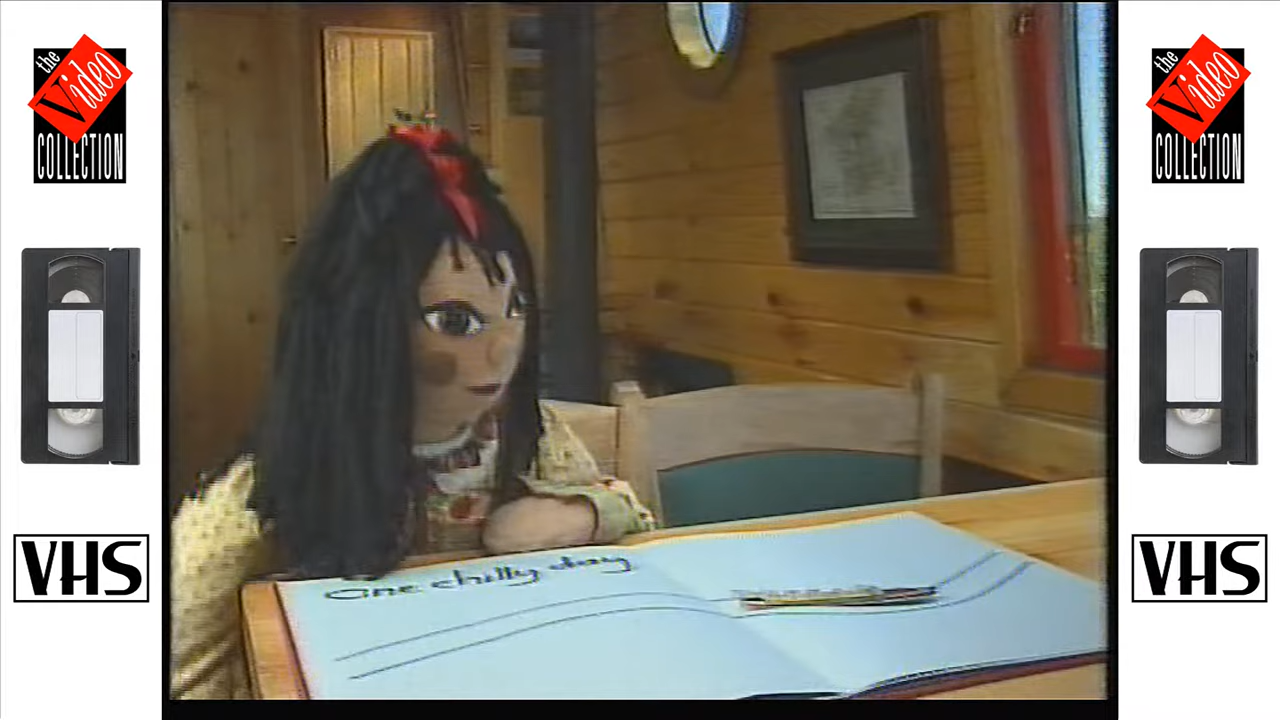 the
Video
COLLECTION
VHS
One chilly day
the
Video
COLLECTION
VHS